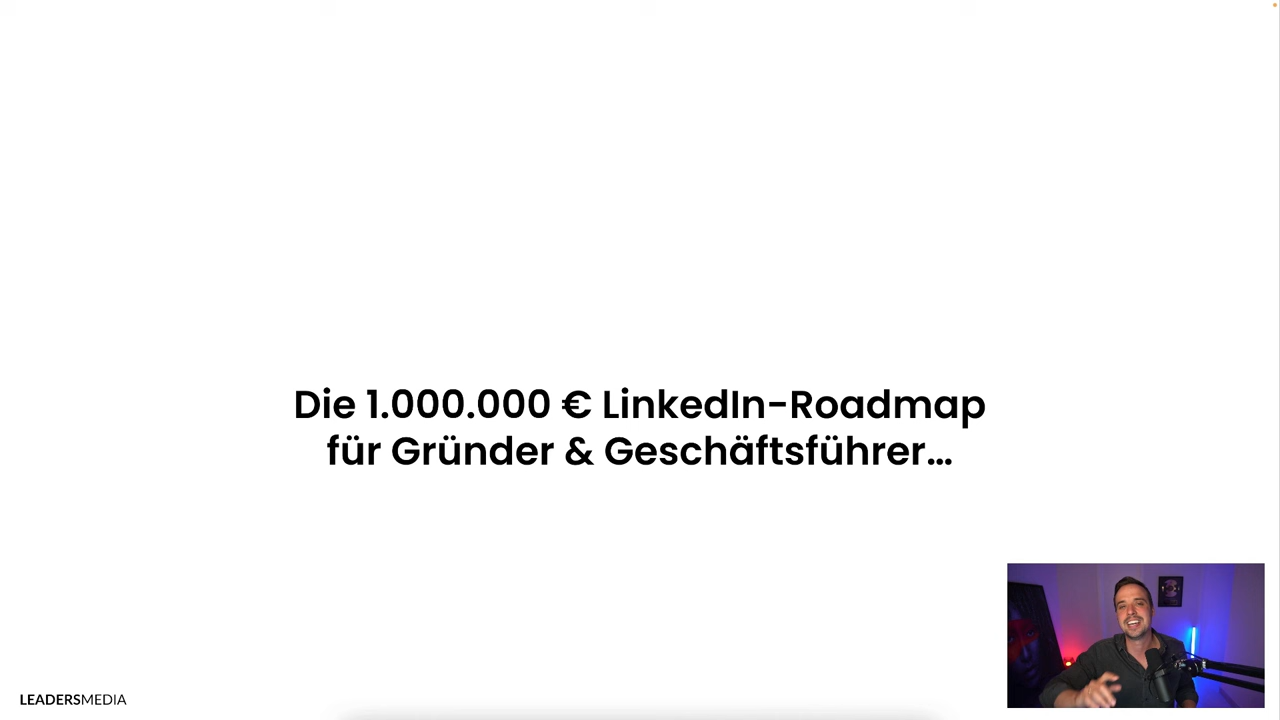 Die 1.000.000 € LinkedIn-Roadmap
für Gründer & Geschäftsführer...
LEADERSMEDIA